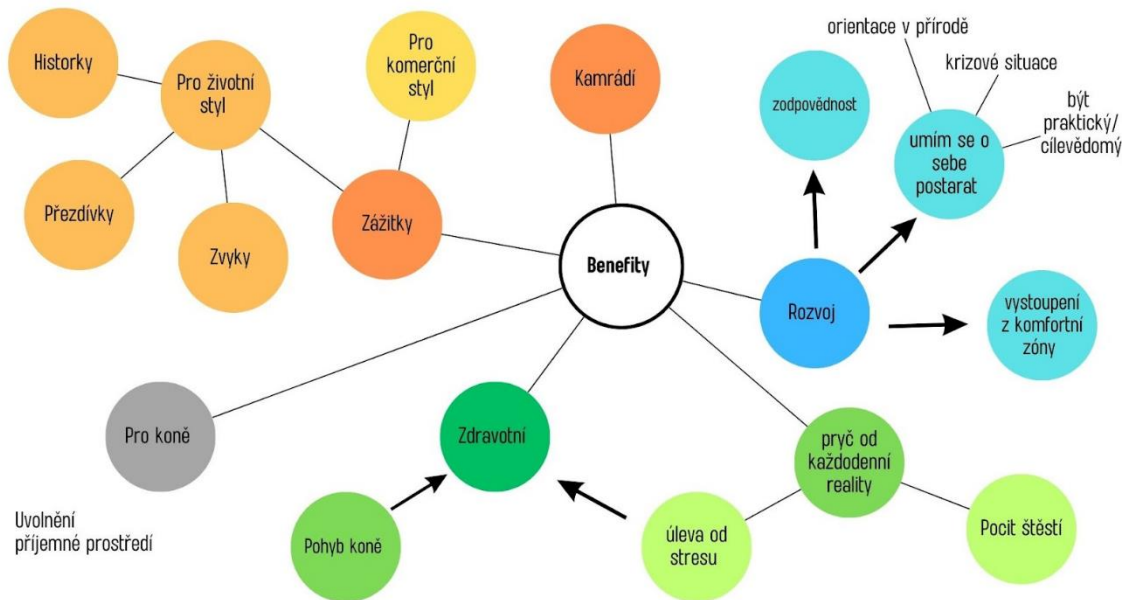 orientace v přírodě
krizové situace
být
praktický/
cílevědomý
Historky
Pro životní
styl
Pro
komerční
styl
Kamrádí
zodpovědnost
umím se o
sebe
postarat
Přezdívky
Zvyky
Zážitky
Benefity
Rozvoj
vystoupení
z komfortní
zóny
Pro koně
Zdravotní
pryč od
každodenní
reality
Uvolnění
příjemné prostředí
Pohyb koně
úleva od
stresu
Pocit štěstí